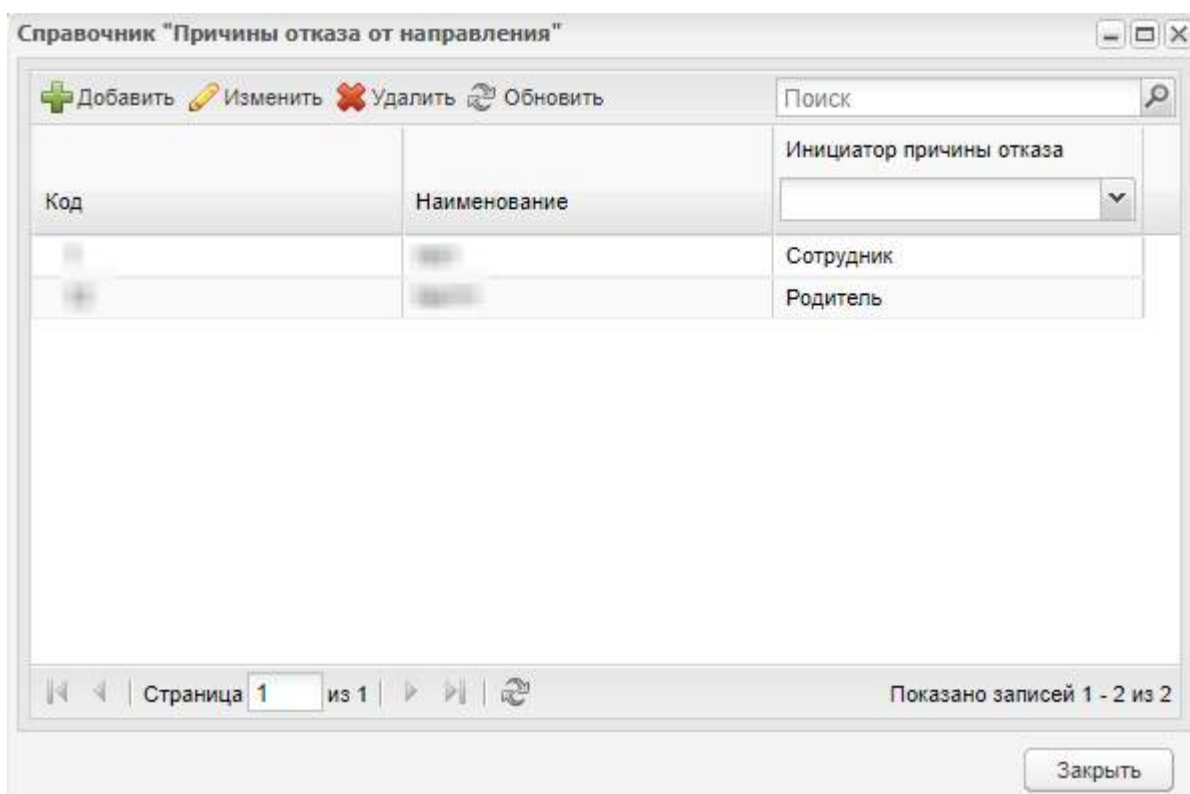 Справочник "Причины отказа от направления"
Добавить Изменить Удалить Обновить Поиск
Инициатор причины отказа
Код Наименование
Сотрудник
Родитель
Страница 1 из 1 Показано записей 1 - 2 из 2
Закрыть